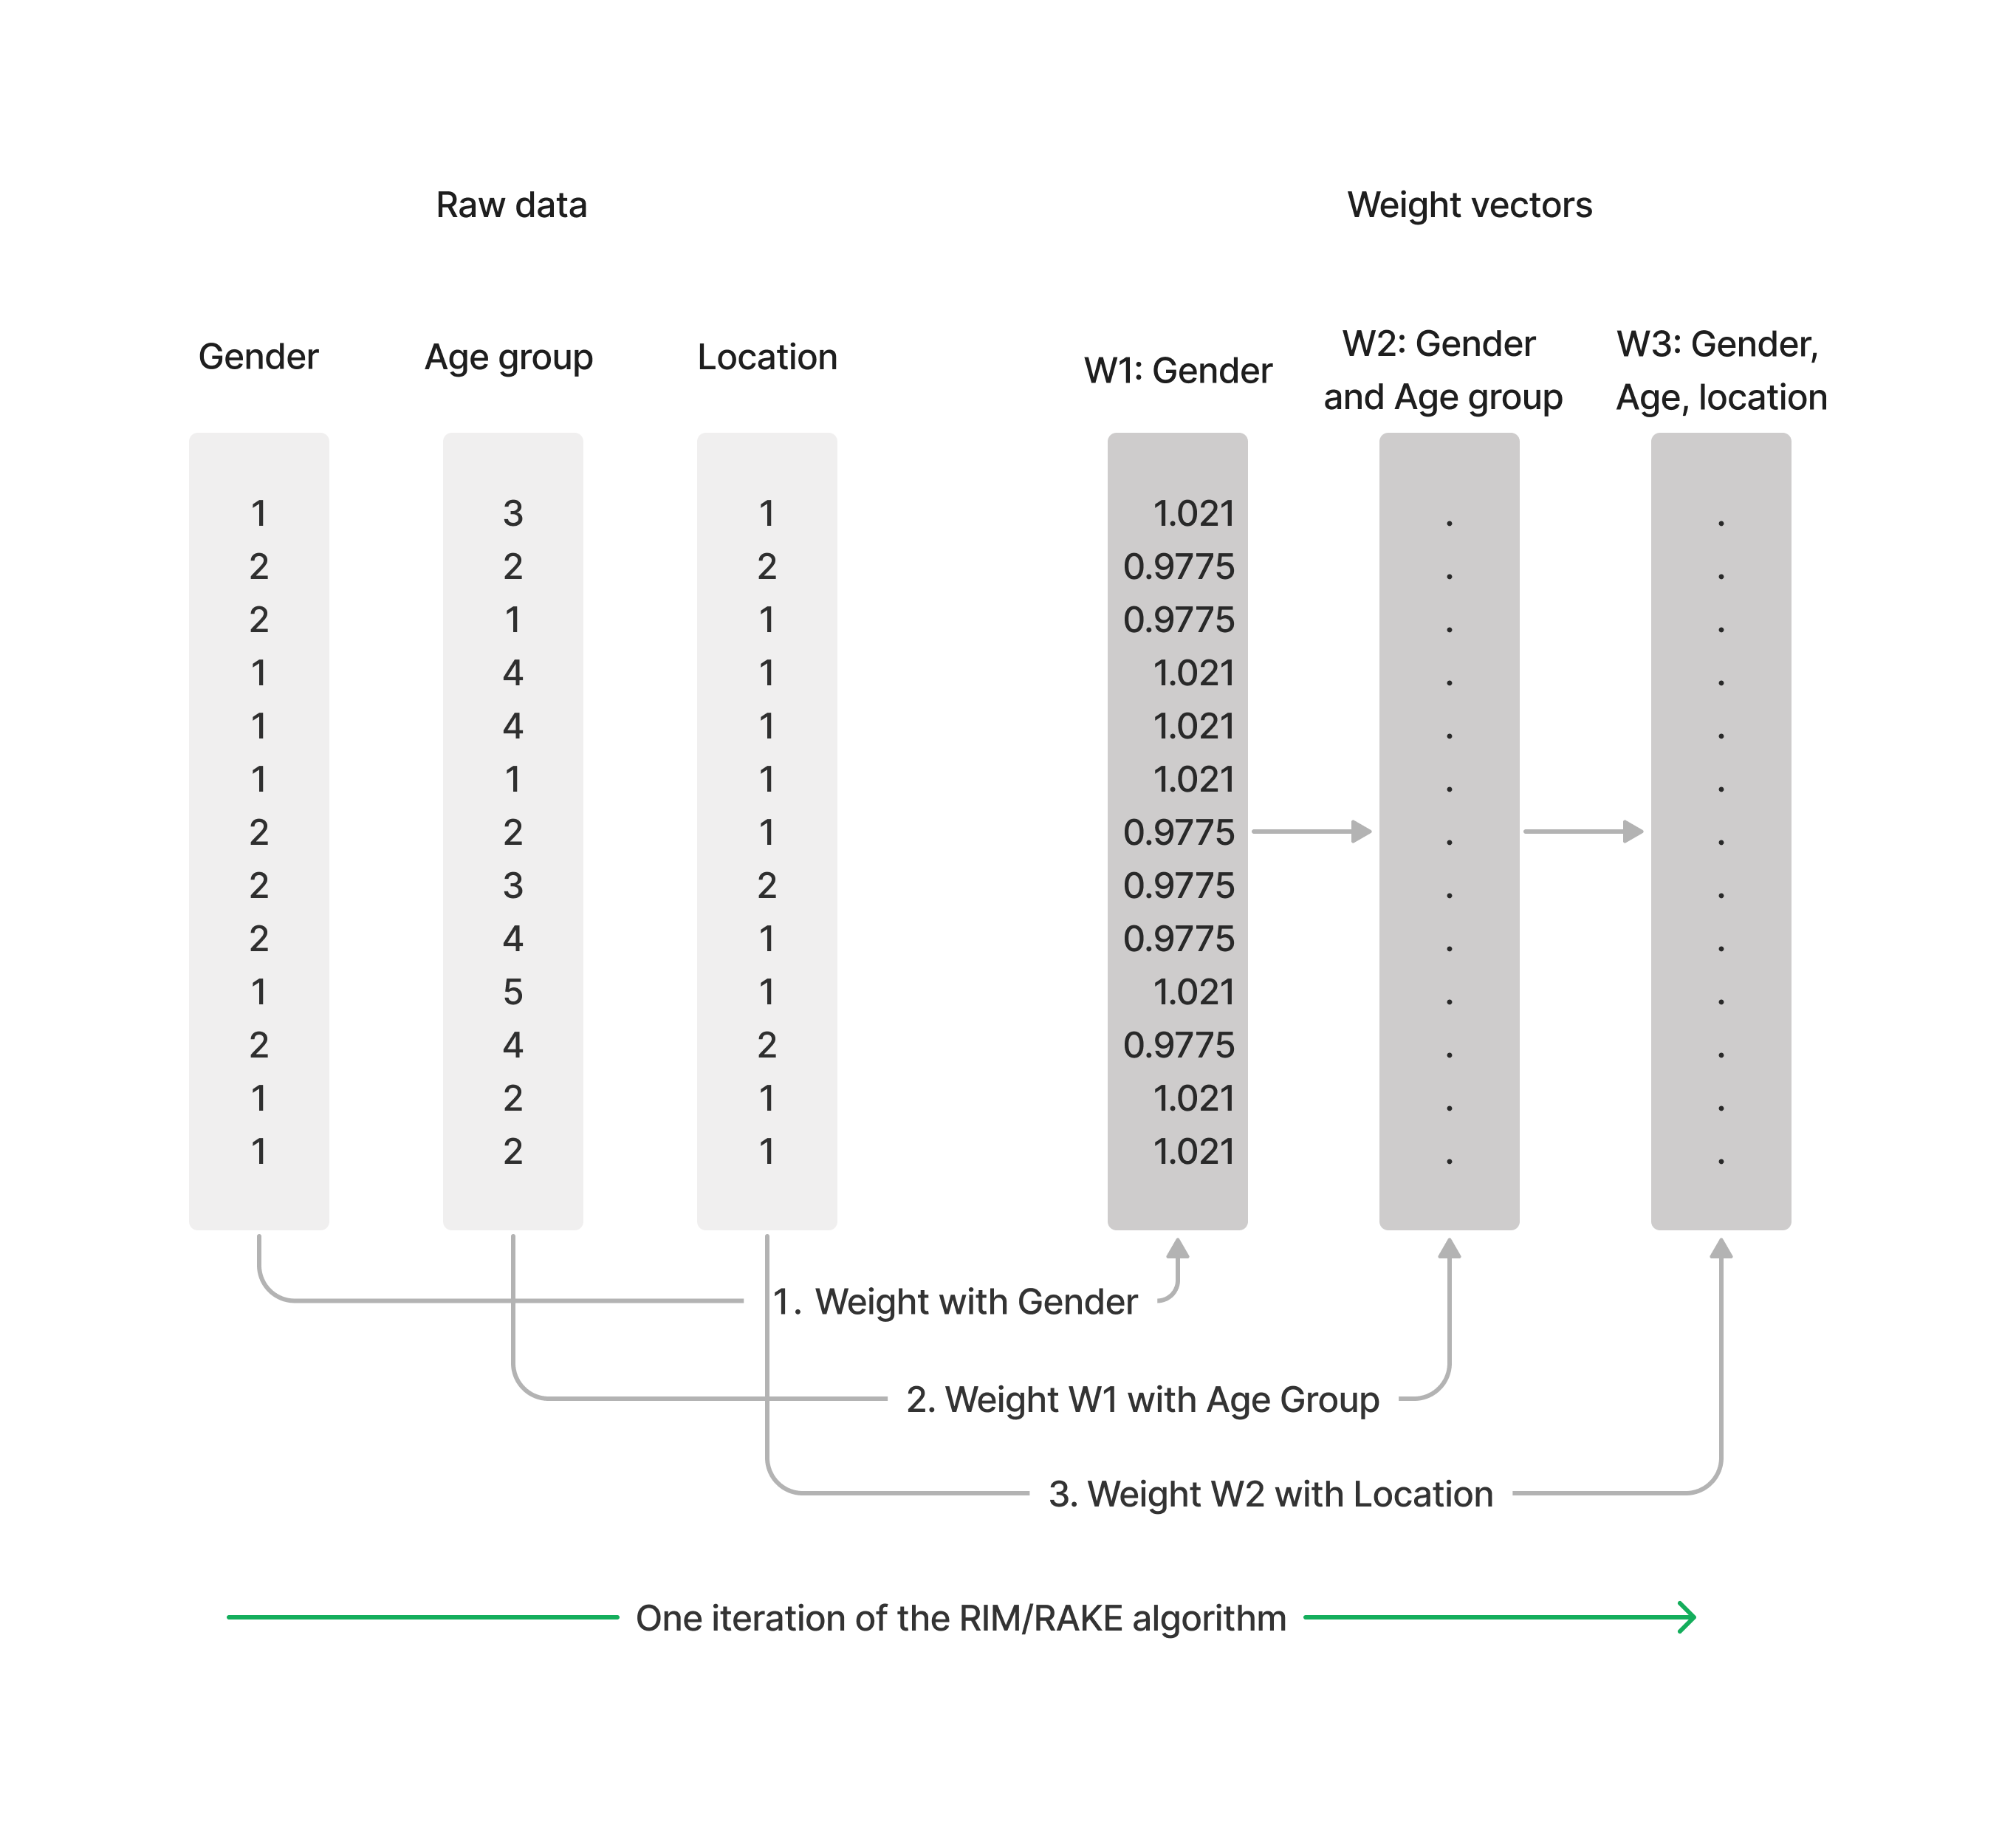 Raw data Weight vectors
Gender Age group Location W1: Gender W2: Gender and Age group W3: Gender, Age, location
1 3 1 1.021 . .
2 2 2 0.9775 . .
2 1 1 0.9775 . .
1 4 1 1.021 . .
1 4 1 1.021 . .
1 1 1 1.021 . .
2 2 1 0.9775 . .
2 3 2 0.9775 . .
2 4 1 0.9775 . .
1 5 1 1.021 . .
2 4 2 0.9775 . .
1 2 1 1.021 . .
1 2 1 1.021 . .
1. Weight with Gender
2. Weight W1 with Age Group
3. Weight W2 with Location
One iteration of the RIM/RAKE algorithm